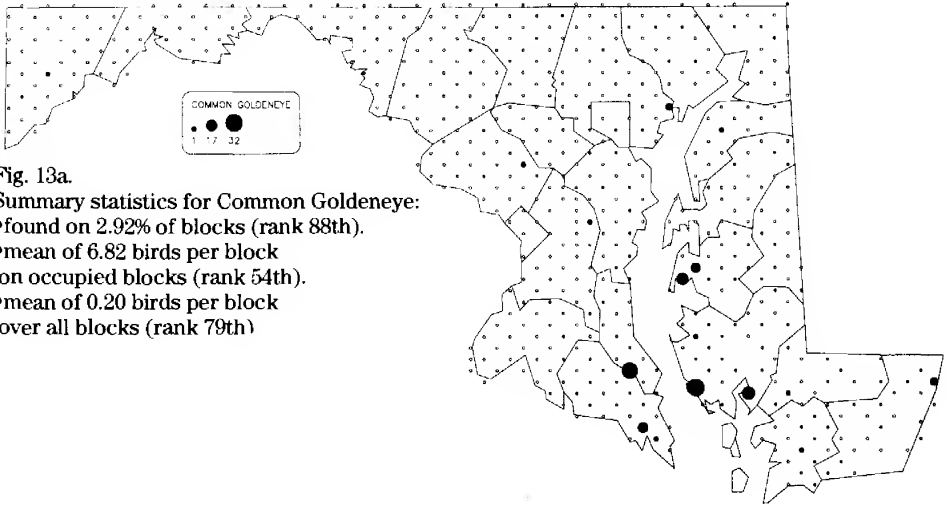 COMMON GOLDENEYE
1 17 32
Fig. 13a.
Summary statistics for Common Goldeneye:
•found on 2.92% of blocks (rank 88th).
•mean of 6.82 birds per block
on occupied blocks (rank 54th).
•mean of 0.20 birds per block
over all blocks (rank 79th)